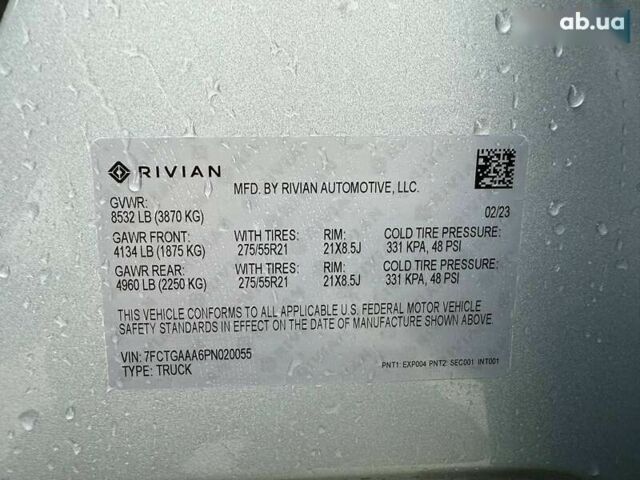 ab.ua
RIVIAN
MFD. BY RIVIAN AUTOMOTIVE, LLC.
GVWR:
8532 LB (3870 KG) 02/23
GAWR FRONT: WITH TIRES: RIM: COLD TIRE PRESSURE:
4134 LB (1875 KG) 275/55R21 21X8.5J 331 KPA, 48 PSI
GAWR REAR: WITH TIRES: RIM: COLD TIRE PRESSURE:
4960 LB (2250 KG) 275/55R21 21X8.5J 331 KPA, 48 PSI
THIS VEHICLE CONFORMS TO ALL APPLICABLE U.S. FEDERAL MOTOR VEHICLE
STANDARDS IN EFFECT ON THE DATE OF MANUFACTURE SHOWN ABOVE.
VIN: 7FCTGAAA6PN020055
TYPE: TRUCK PNT1: EXP004 PNT2: SEC001 INT001